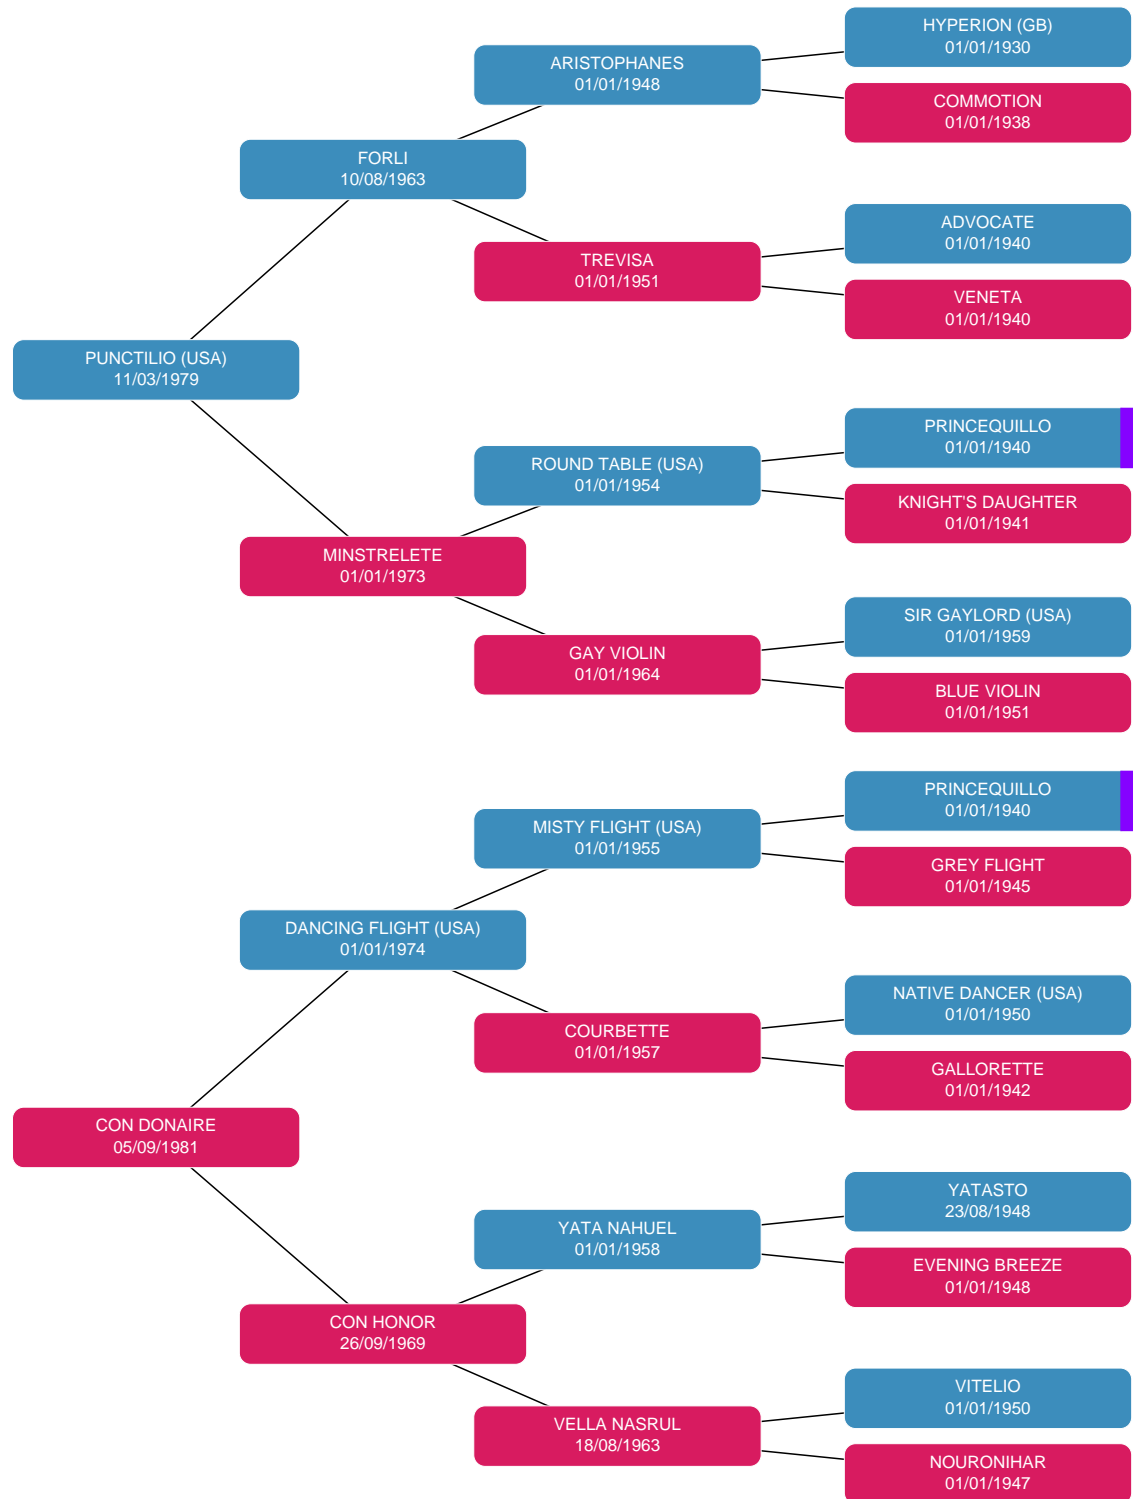 HYPERION (GB)
01/01/1930
ARISTOPHANES
01/01/1948
COMMOTION
01/01/1938
FORLI
10/08/1963
ADVOCATE
01/01/1940
TREVISA
01/01/1951
VENETA
01/01/1940
PUNCTILIO (USA)
11/03/1979
PRINCEQUILLO
01/01/1940
ROUND TABLE (USA)
01/01/1954
KNIGHT'S DAUGHTER
01/01/1941
MINSTRELETE
01/01/1973
SIR GAYLORD (USA)
01/01/1959
GAY VIOLIN
01/01/1964
BLUE VIOLIN
01/01/1951
PRINCEQUILLO
01/01/1940
MISTY FLIGHT (USA)
01/01/1955
GREY FLIGHT
01/01/1945
DANCING FLIGHT (USA)
01/01/1974
NATIVE DANCER (USA)
01/01/1950
COURBETTE
01/01/1957
GALLORETTE
01/01/1942
CON DONAIRE
05/09/1981
YATASTO
23/08/1948
YATA NAHUEL
01/01/1958
EVENING BREEZE
01/01/1948
CON HONOR
26/09/1969
VITELIO
01/01/1950
VELLA NASRUL
18/08/1963
NOURONIHAR
01/01/1947